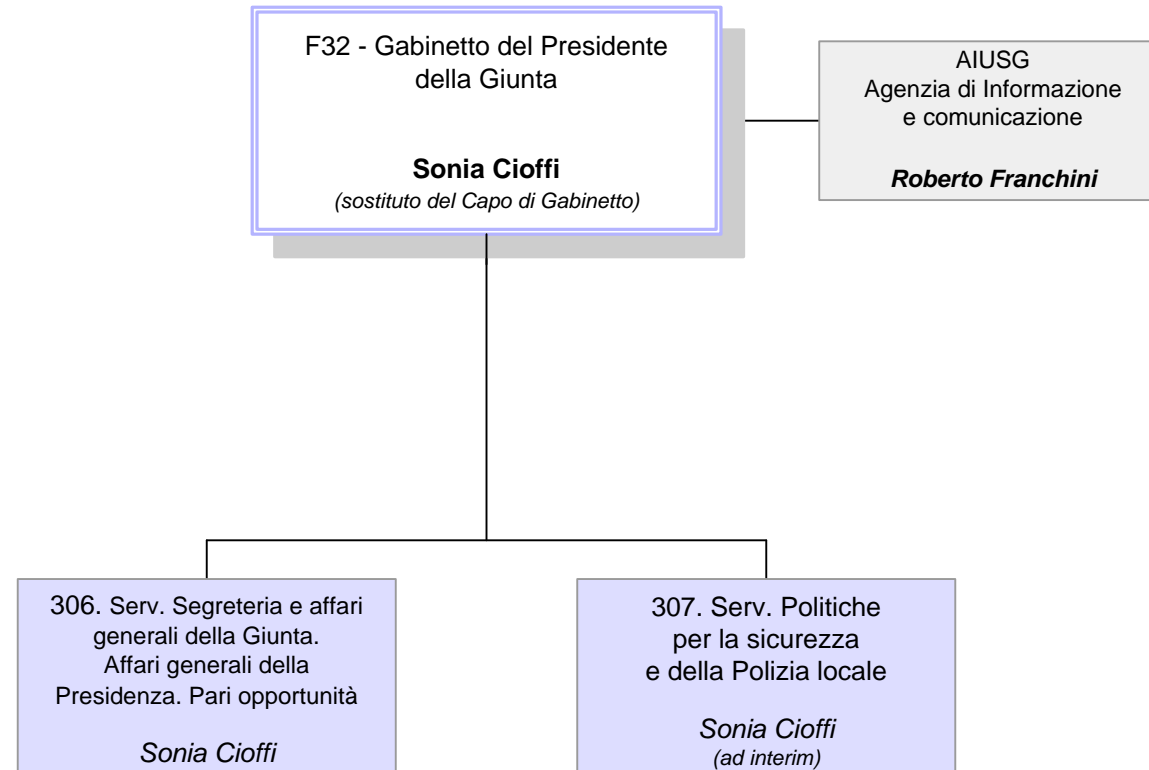 F32 - Gabinetto del Presidente
della Giunta
Sonia Cioffi
(sostituto del Capo di Gabinetto)
AIUSG
Agenzia di Informazione
e comunicazione
Roberto Franchini
306. Serv. Segreteria e affari
generali della Giunta.
Affari generali della
Presidenza. Pari opportunità
Sonia Cioffi
307. Serv. Politiche
per la sicurezza
e della Polizia locale
Sonia Cioffi
(ad interim)